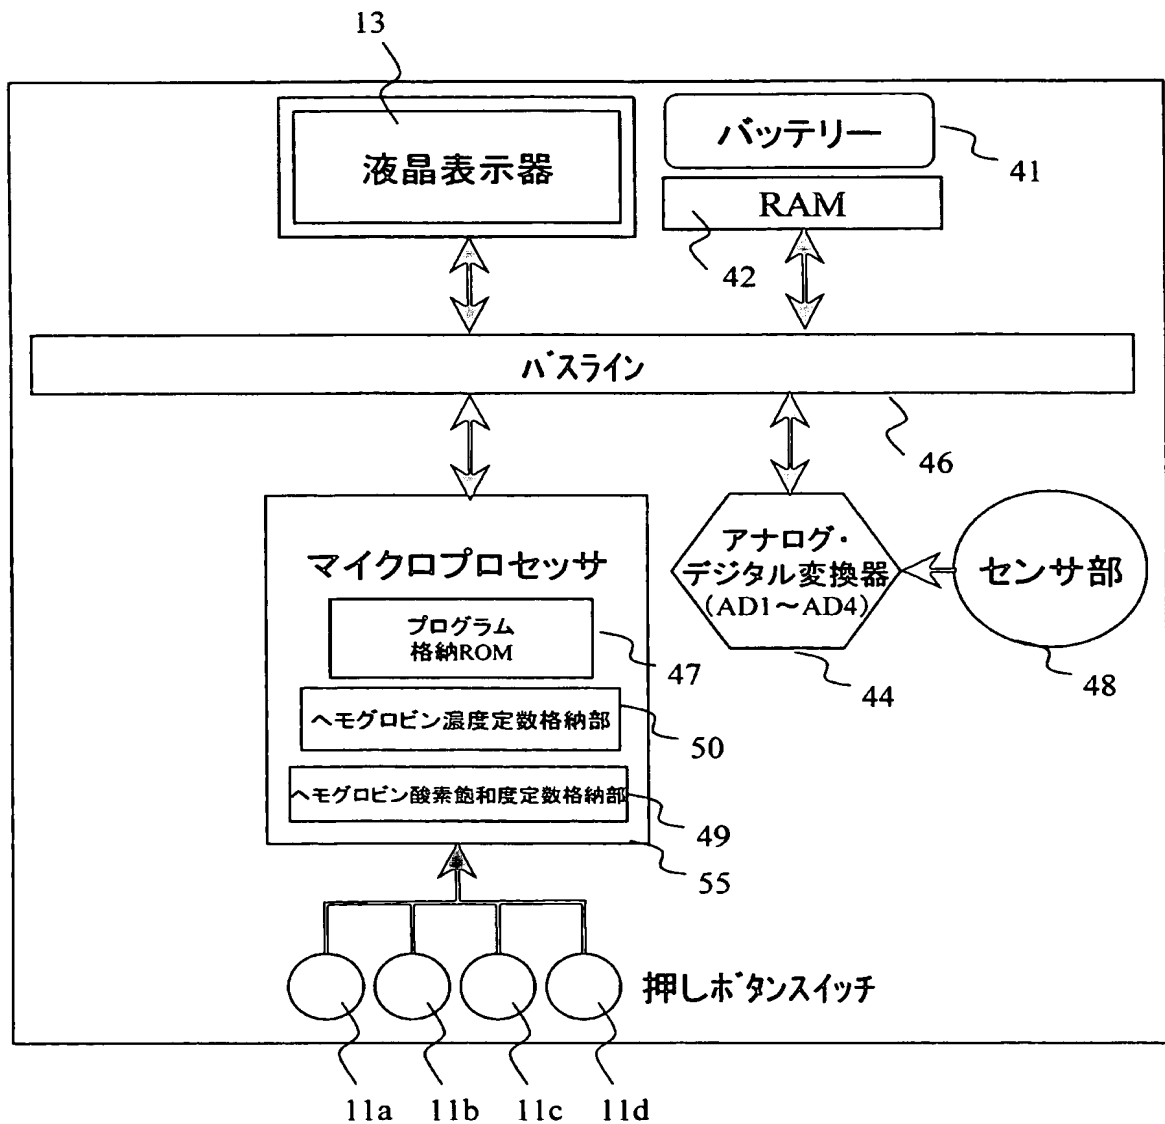 13
液晶表示器
バッテリー
41
RAM
42
バスライン
46
マイクロプロセッサ
プログラム
格納ROM
47
ヘモグロビン濃度定数格納部
50
ヘモグロビン酸素飽和度定数格納部
49
55
アナログ・
デジタル変換器
(AD1～AD4)
44
センサ部
48
押しボタンスイッチ
11a
11b
11c
11d